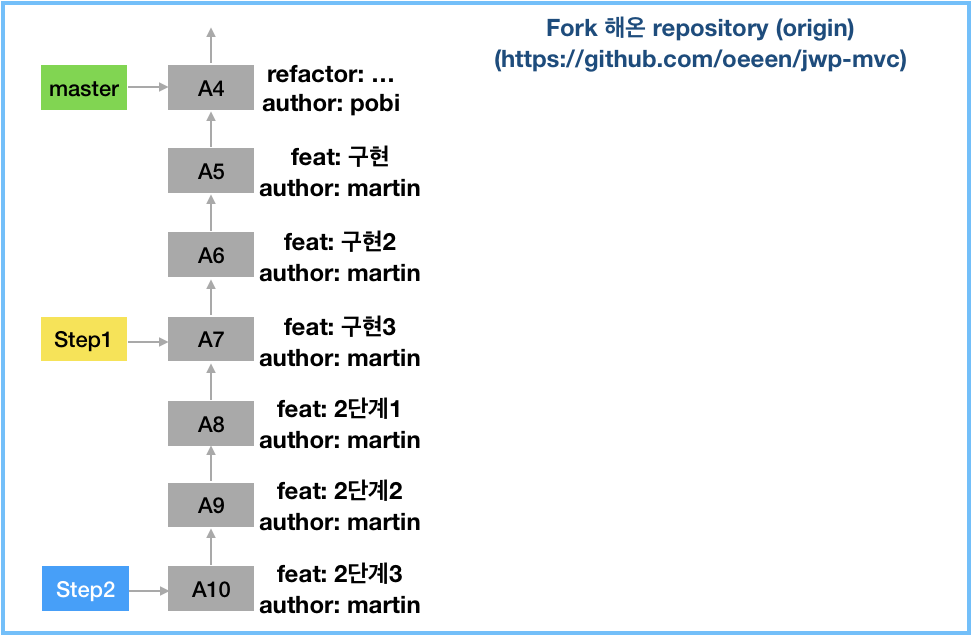 Fork 해온 repository (origin)
(https://github.com/oeeen/jwp-mvc)
master
A4
refactor: ...
author: pobi
A5
feat: 구현
author: martin
A6
feat: 구현2
author: martin
Step1
A7
feat: 구현3
author: martin
A8
feat: 2단계1
author: martin
A9
feat: 2단계2
author: martin
Step2
A10
feat: 2단계3
author: martin